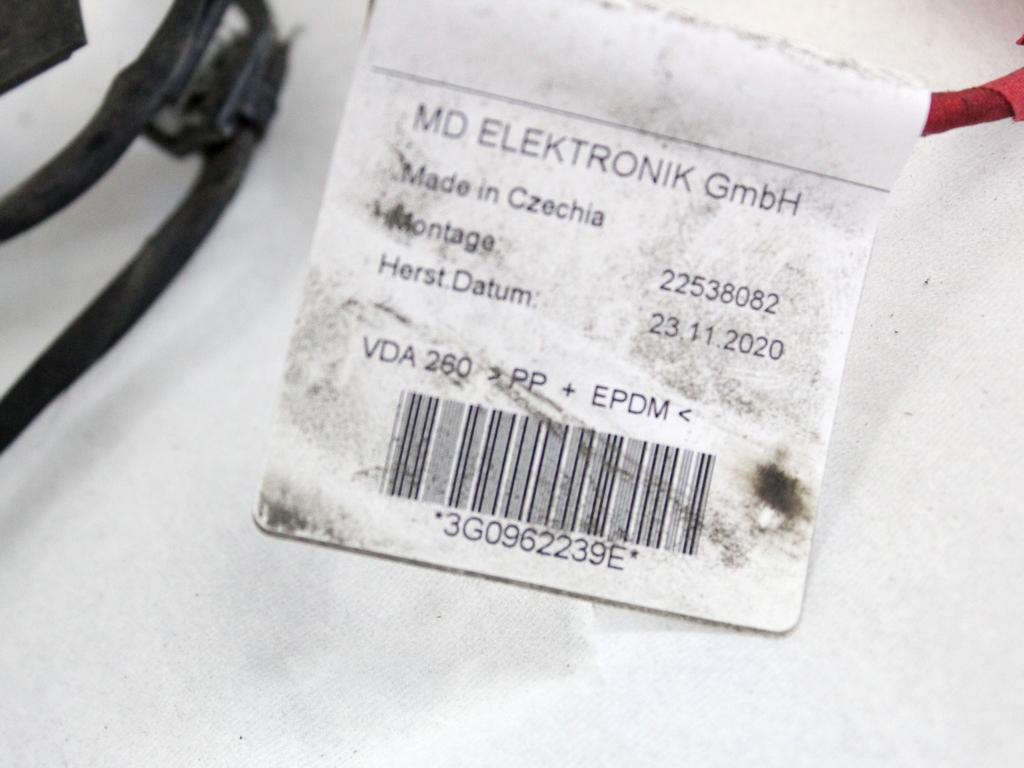 MD ELEKTRONIK GmbH
Made in Czechia
Montage: 22538082
Herst.Datum: 23.11.2020
VDA 260 > PP + EPDM <
*3G0962239E*